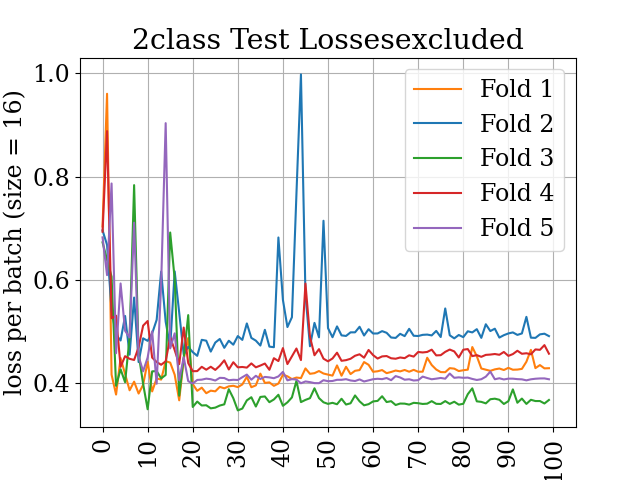 2class Test Lossesexcluded
loss per batch (size = 16)
1.0
0.8
0.6
0.4
Fold 1
Fold 2
Fold 3
Fold 4
Fold 5
0
10
20
30
40
50
60
70
80
90
100